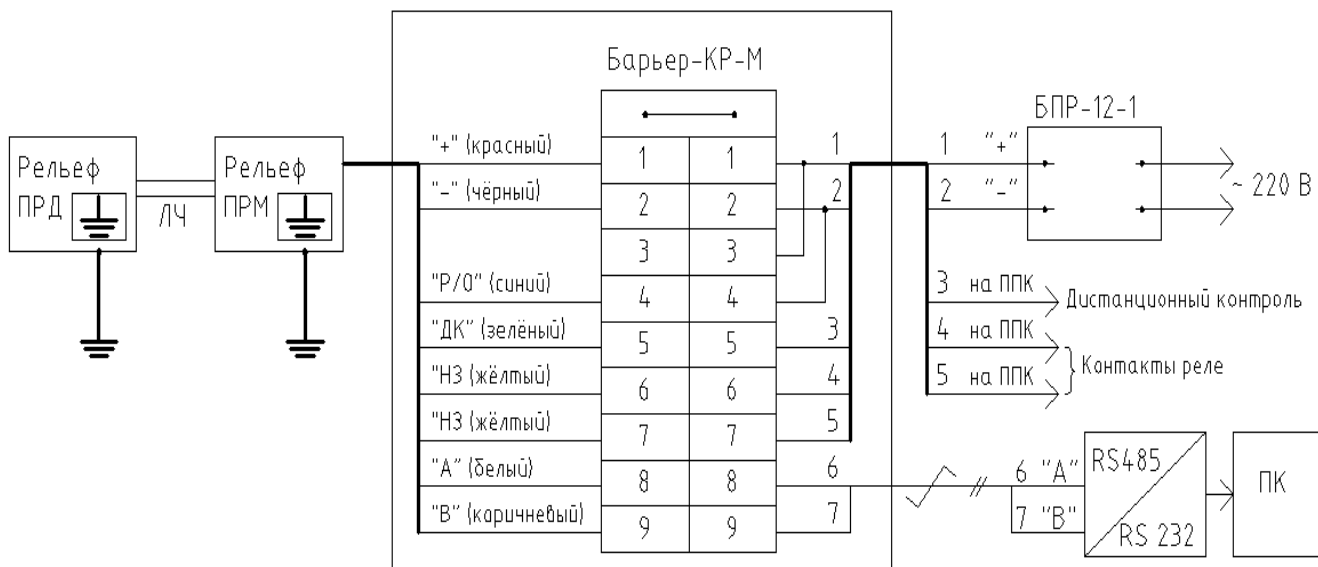 Барьер-КР-М
БПР-12-1
Рельеф
ПРД
ЛЧ
Рельеф
ПРМ
"+" (красный)
1 1
1
1 "+"
"-" (чёрный)
2 2
2
2 "-"
~ 220 В
3 3
"Р/О" (синий)
4 4
3 на ППК
Дистанционный контроль
"ДК" (зелёный)
5 5
3
4 на ППК
"НЗ (жёлтый)
6 6
4
5 на ППК
Контакты реле
"НЗ (жёлтый)
7 7
5
"А" (белый)
8 8
6
6 "А"
RS485
ПК
"В" (каричневый)
9 9
7
7 "В"
RS 232